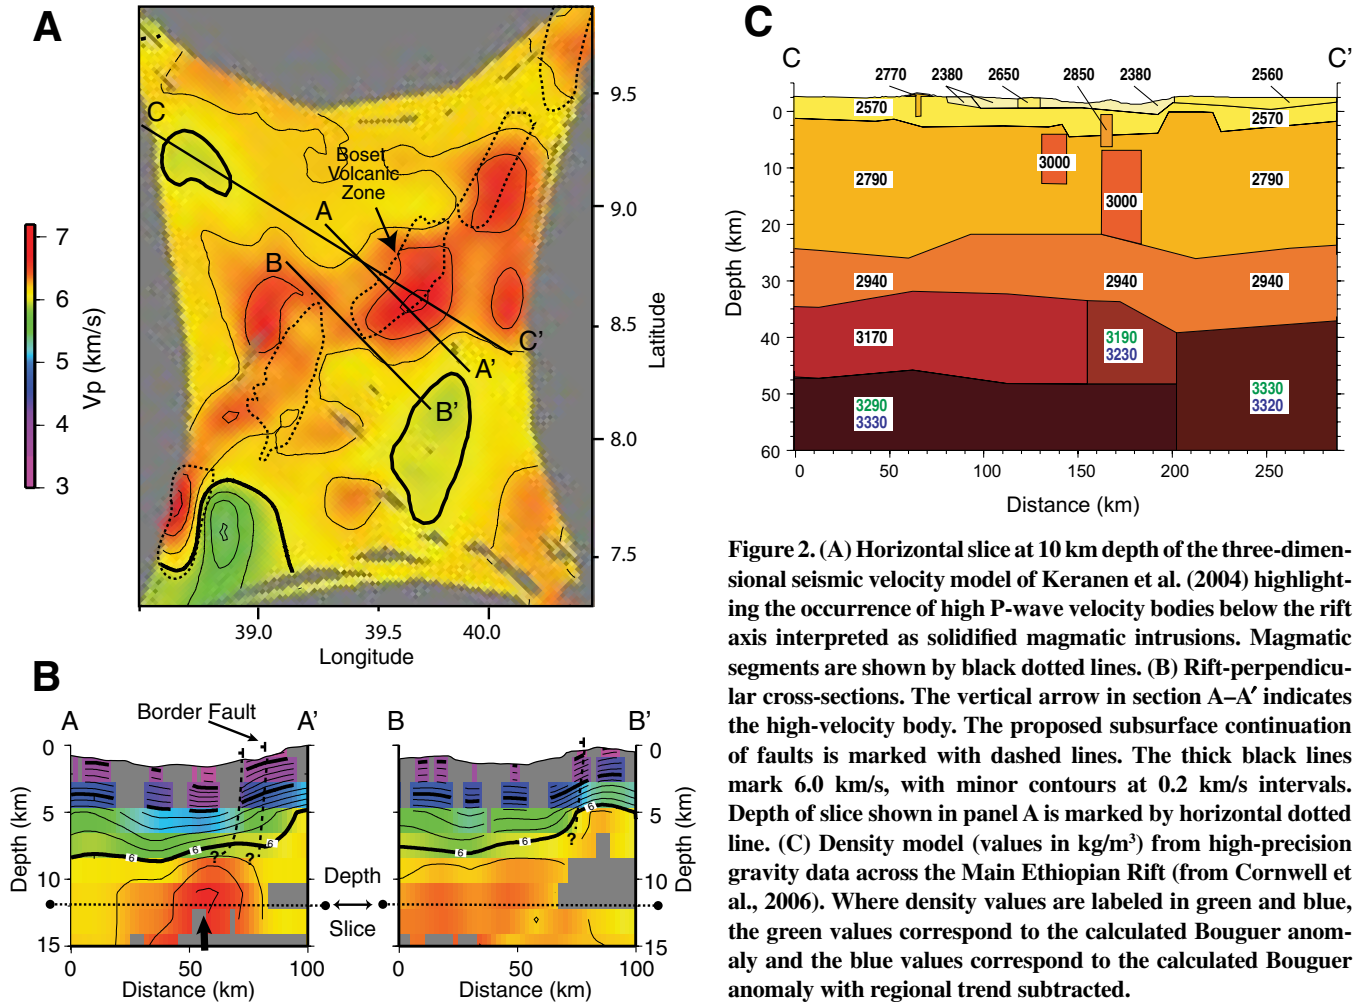 A
C
Boset
Volcanic
Zone
A
B
C'
A'
B'
9.5
9.0
8.5
8.0
7.5
Latitude
39.0
39.5
40.0
Longitude
7
6
5
4
3
Vp (km/s)
B
A
Border Fault
A'
B
B'
0
5
10
15
Depth (km)
6
6
6
?
?
0
50
100
Distance (km)
Depth
Slice
6
6
6
?
0
5
10
15
Depth (km)
0
50
100
Distance (km)
C
C
C'
2770
2380
2650
2850
2380
2560
2570
2570
3000
2790
3000
2790
2940
2940
2940
3170
3190
3230
3290
3330
3330
3320
0
10
20
30
40
50
60
Depth (km)
0
50
100
150
200
250
Distance (km)
Figure 2. (A) Horizontal slice at 10 km depth of the three-dimen-
sional seismic velocity model of Keranen et al. (2004) highlight-
ing the occurrence of high P-wave velocity bodies below the rift
axis interpreted as solidified magmatic intrusions. Magmatic
segments are shown by black dotted lines. (B) Rift-perpendicu-
lar cross-sections. The vertical arrow in section A–A′ indicates
the high-velocity body. The proposed subsurface continuation
of faults is marked with dashed lines. The thick black lines
mark 6.0 km/s, with minor contours at 0.2 km/s intervals.
Depth of slice shown in panel A is marked by horizontal dotted
line. (C) Density model (values in kg/m³) from high-precision
gravity data across the Main Ethiopian Rift (from Cornwell et
al., 2006). Where density values are labeled in green and blue,
the green values correspond to the calculated Bouguer anom-
aly and the blue values correspond to the calculated Bouguer
anomaly with regional trend subtracted.